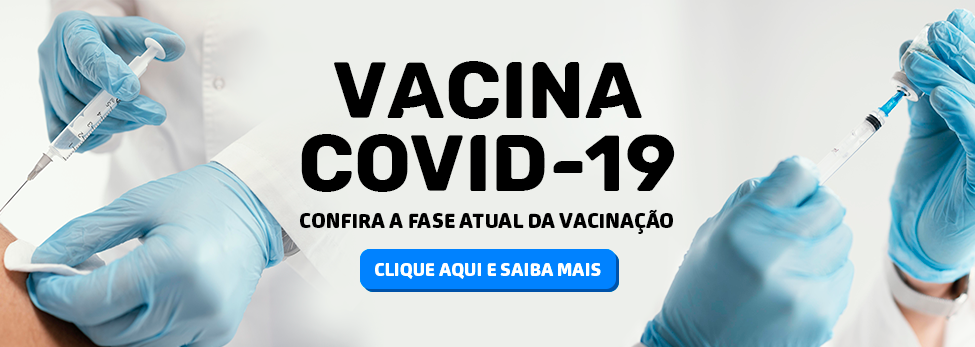 VACINA
COVID-19
CONFIRA A FASE ATUAL DA VACINAÇÃO
CLIQUE AQUI E SAIBA MAIS